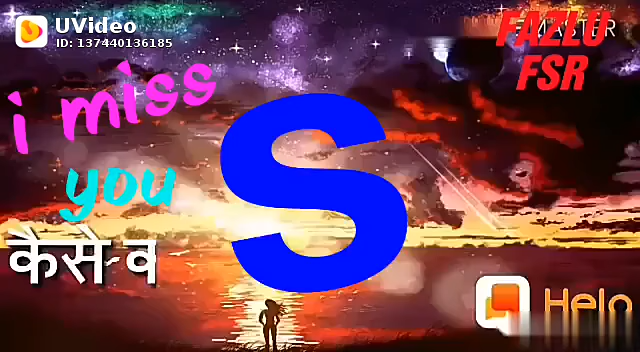 UVideo
ID: 137440136185
FAZLU
FSR
i miss
you
S
कैसे व
Helo